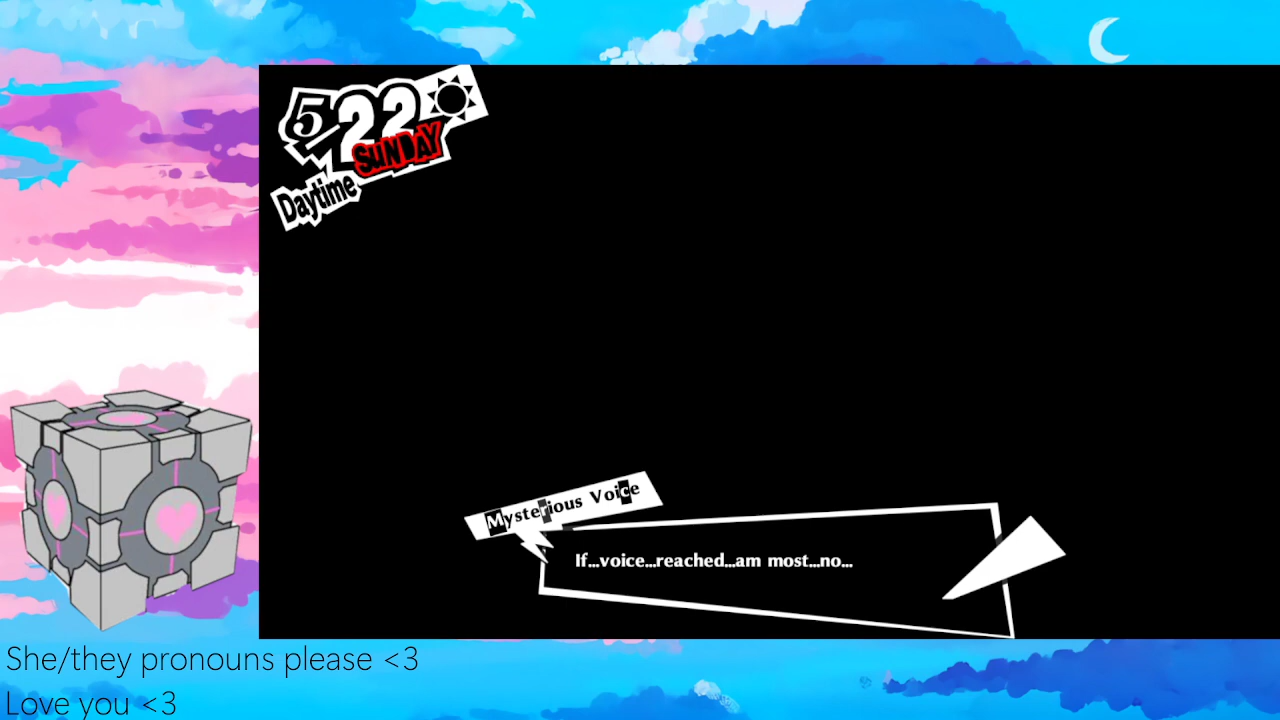 5/22
SUNDAY
Daytime
Mysterious Voice
If...voice...reached...am most...no...
She/they pronouns please <3
Love you <3